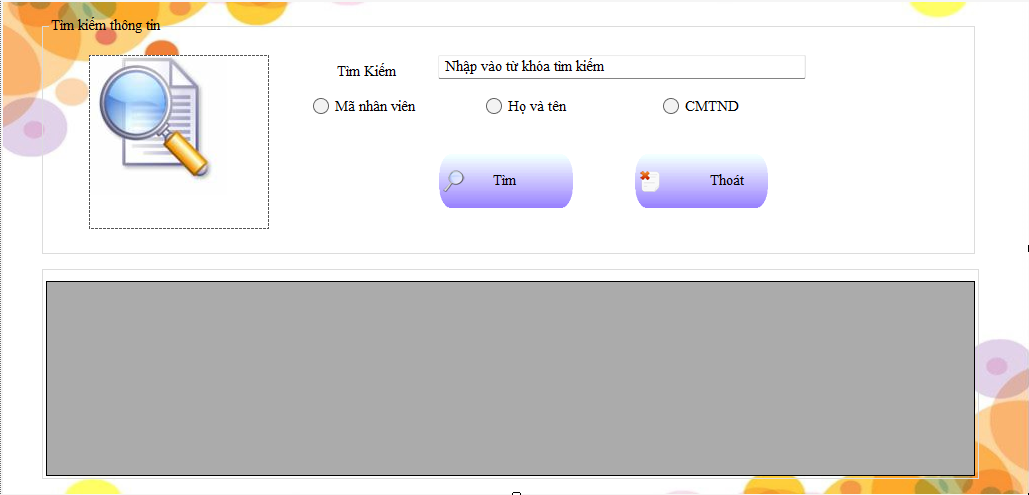 Tìm kiếm thông tin
Tìm Kiếm
Nhập vào từ khóa tìm kiếm
Mã nhân viên
Họ và tên
CMTND
Tìm
Thoát